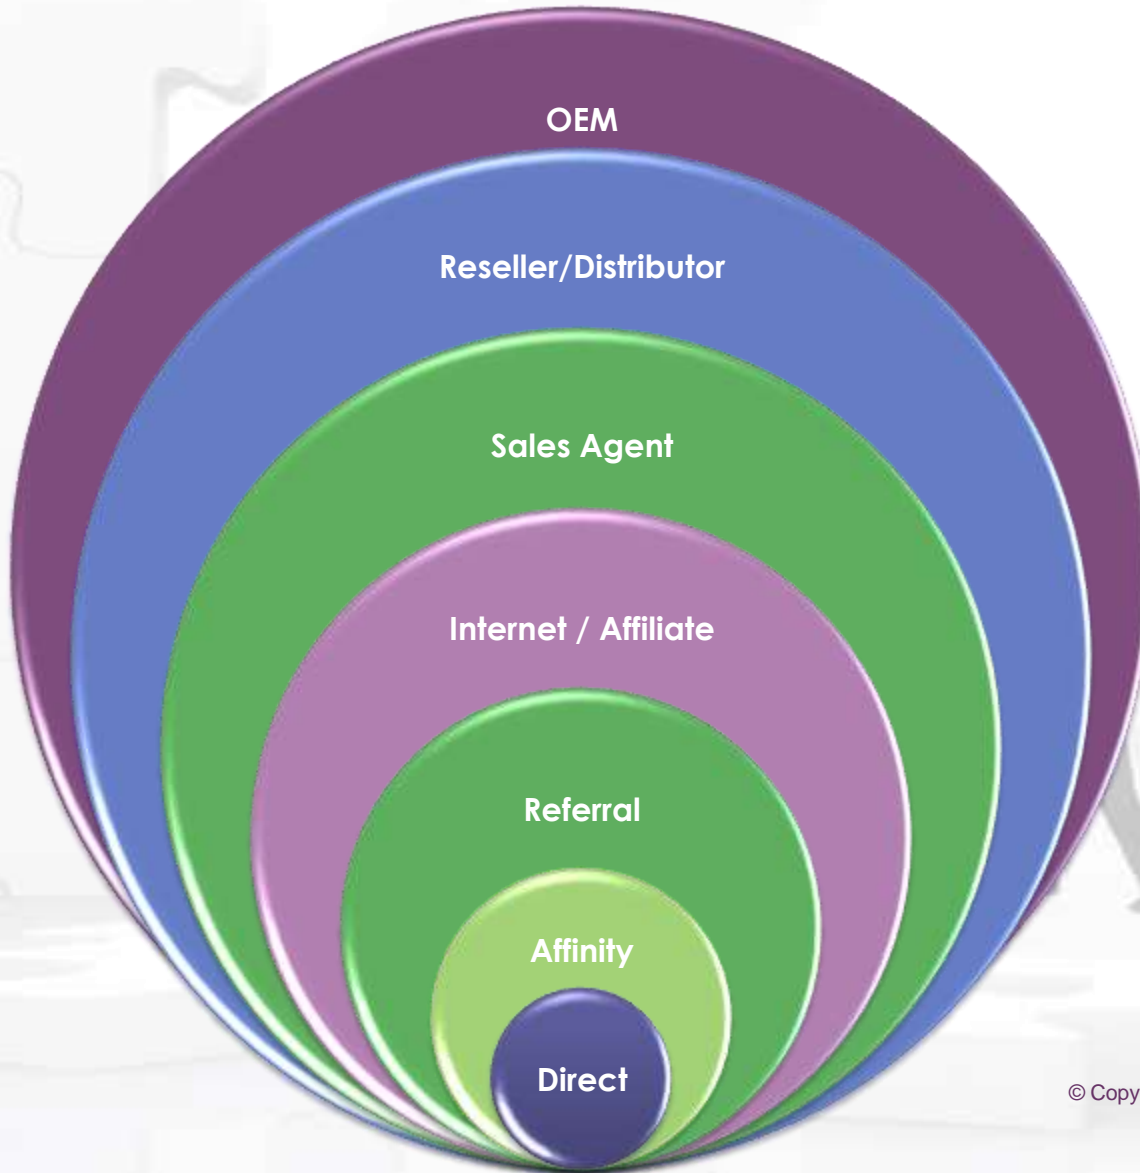 OEM
Reseller/Distributor
Sales Agent
Internet / Affiliate
Referral
Affinity
Direct
© Copy